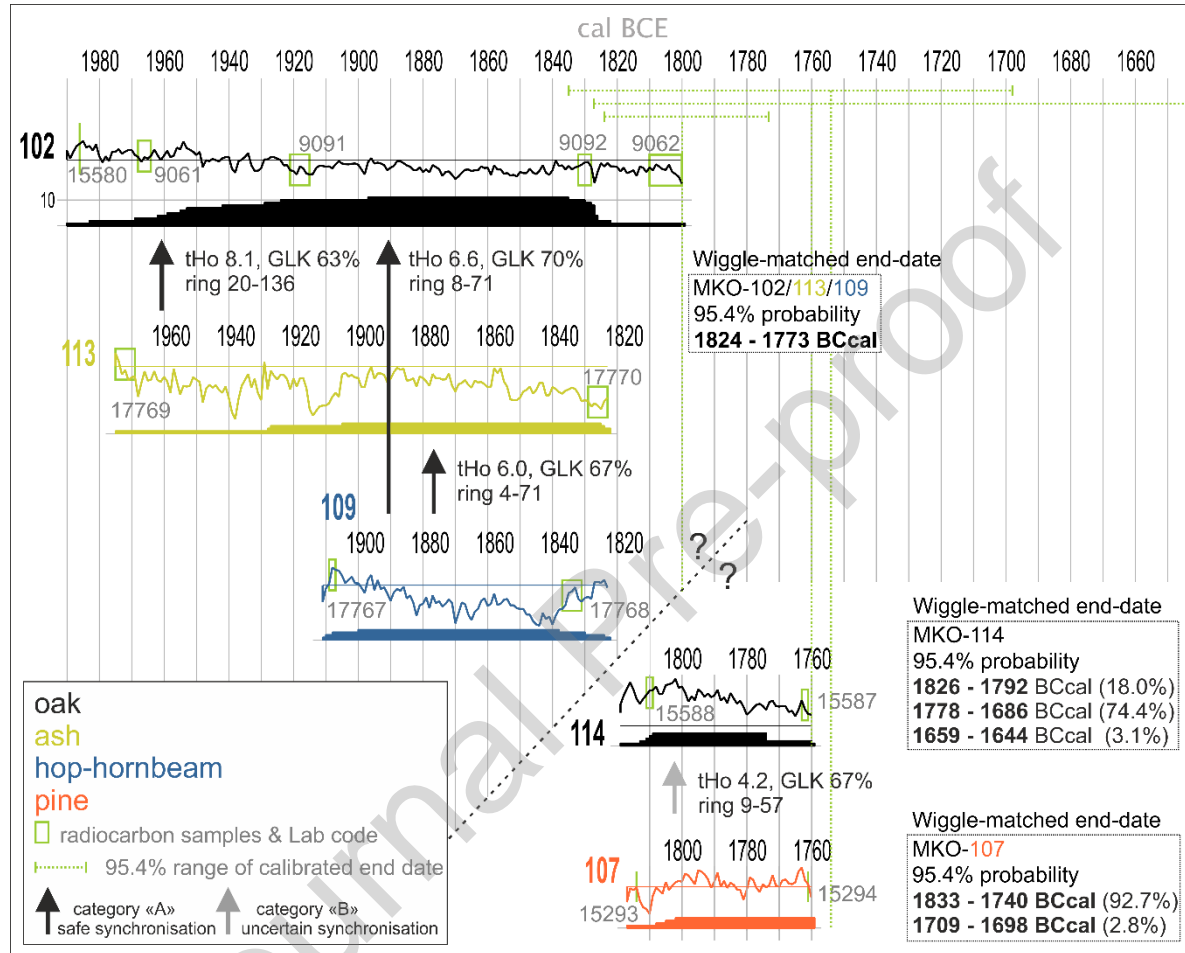 cal BCE
1980 1960 1940 1920 1900 1880 1860 1840 1820 1800 1780 1760 1740 1720 1700 1680 1660
102
15580
9061
9091
9092
9062
10
tHo 8.1, GLK 63%
ring 20-136
tHo 6.6, GLK 70%
ring 8-71
Wiggle-matched end-date
MKO-102/113/109
95.4% probability
1824 - 1773 BCcal
1960 1940 1920 1900 1880 1860 1840 1820
113
17769
17770
tHo 6.0, GLK 67%
ring 4-71
109
1900 1880 1860 1840 1820
17767
17768
?
?
Wiggle-matched end-date
MKO-114
95.4% probability
1826 - 1792 BCcal (18.0%)
1778 - 1686 BCcal (74.4%)
1659 - 1644 BCcal (3.1%)
1800 1780 1760
15588
15587
114
tHo 4.2, GLK 67%
ring 9-57
Wiggle-matched end-date
MKO-107
95.4% probability
1833 - 1740 BCcal (92.7%)
1709 - 1698 BCcal (2.8%)
107
1800 1780 1760
15293
15294
oak
ash
hop-hornbeam
pine
radiocarbon samples & Lab code
95.4% range of calibrated end date
category «A»
safe synchronisation
category «B»
uncertain synchronisation
urnal Pre-proof